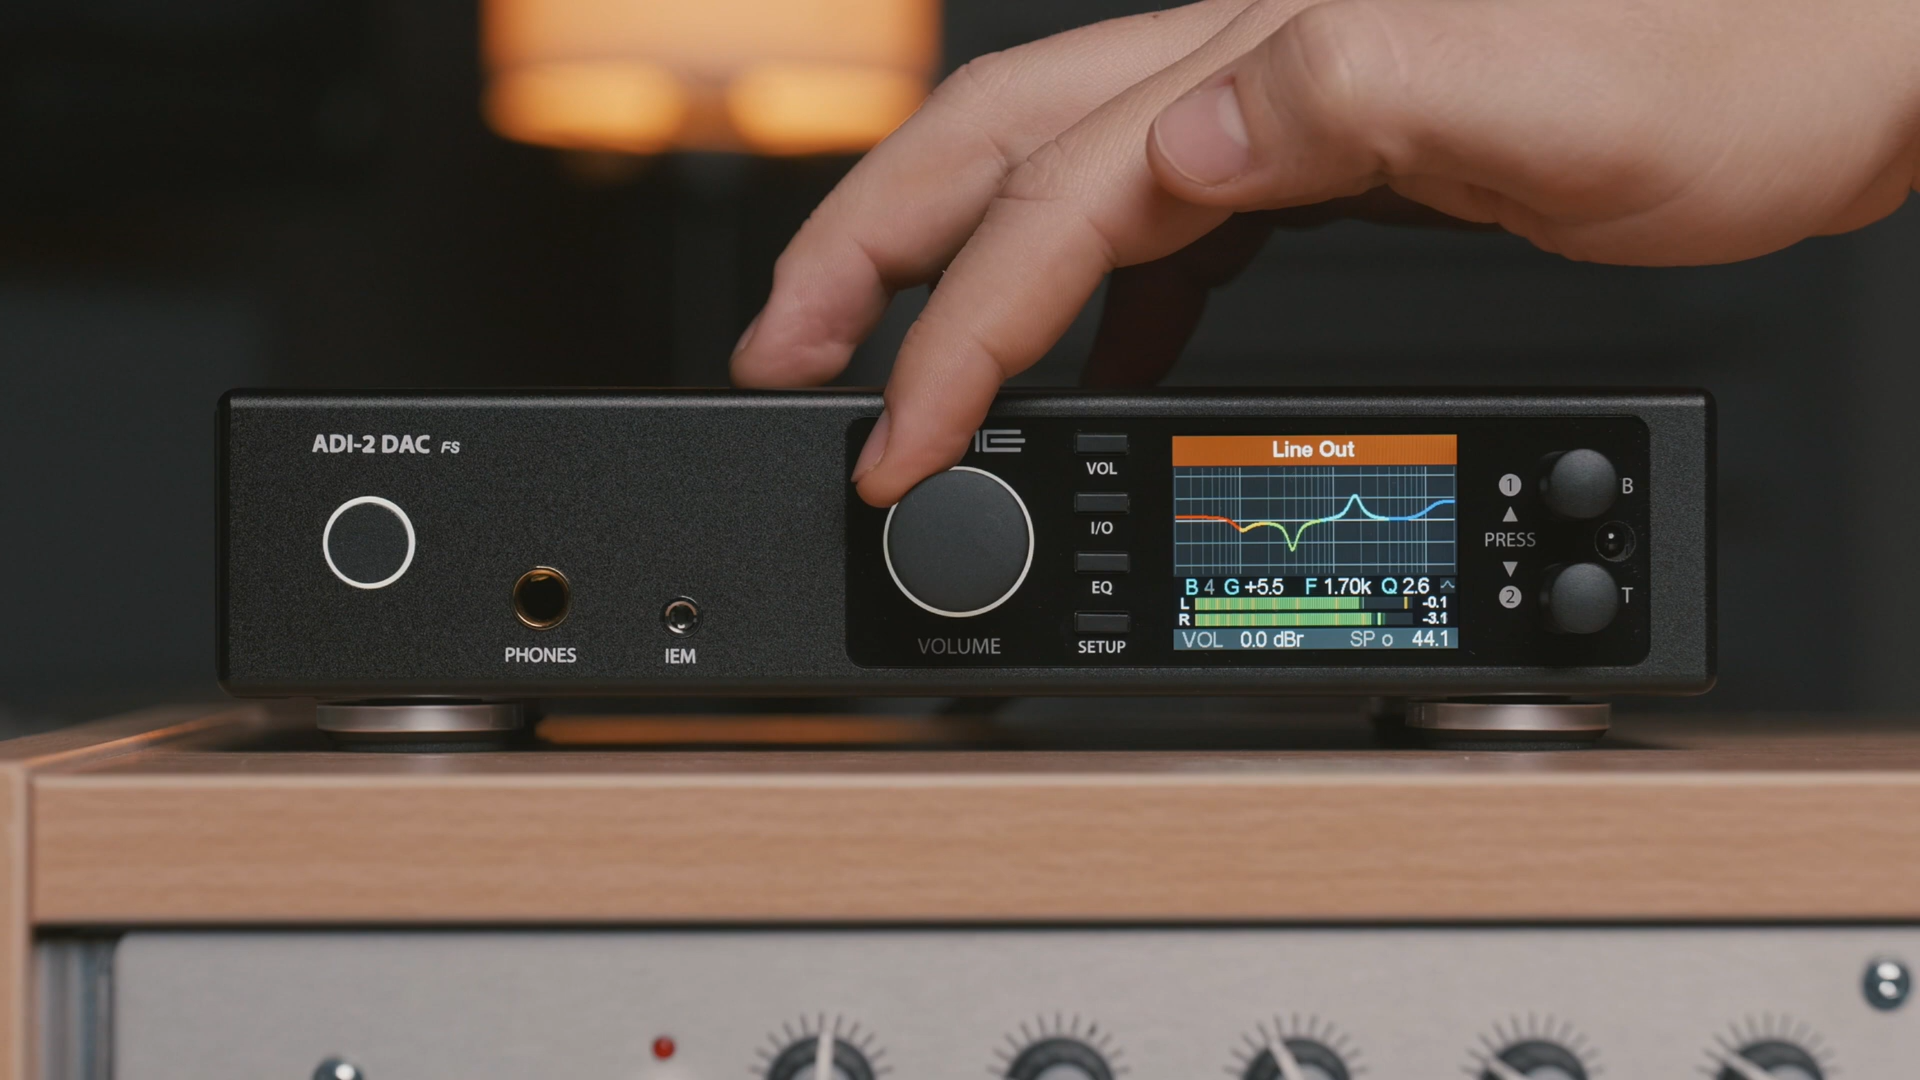 ADI-2 DAC FS
PHONES
IEM
VOLUME
VOL
I/O
EQ
SETUP
Line Out
B 4 G +5.5 F 1.70k Q 2.6
L -0.1
R -3.1
VOL 0.0 dBr SP o 44.1
1
PRESS
2
B
T